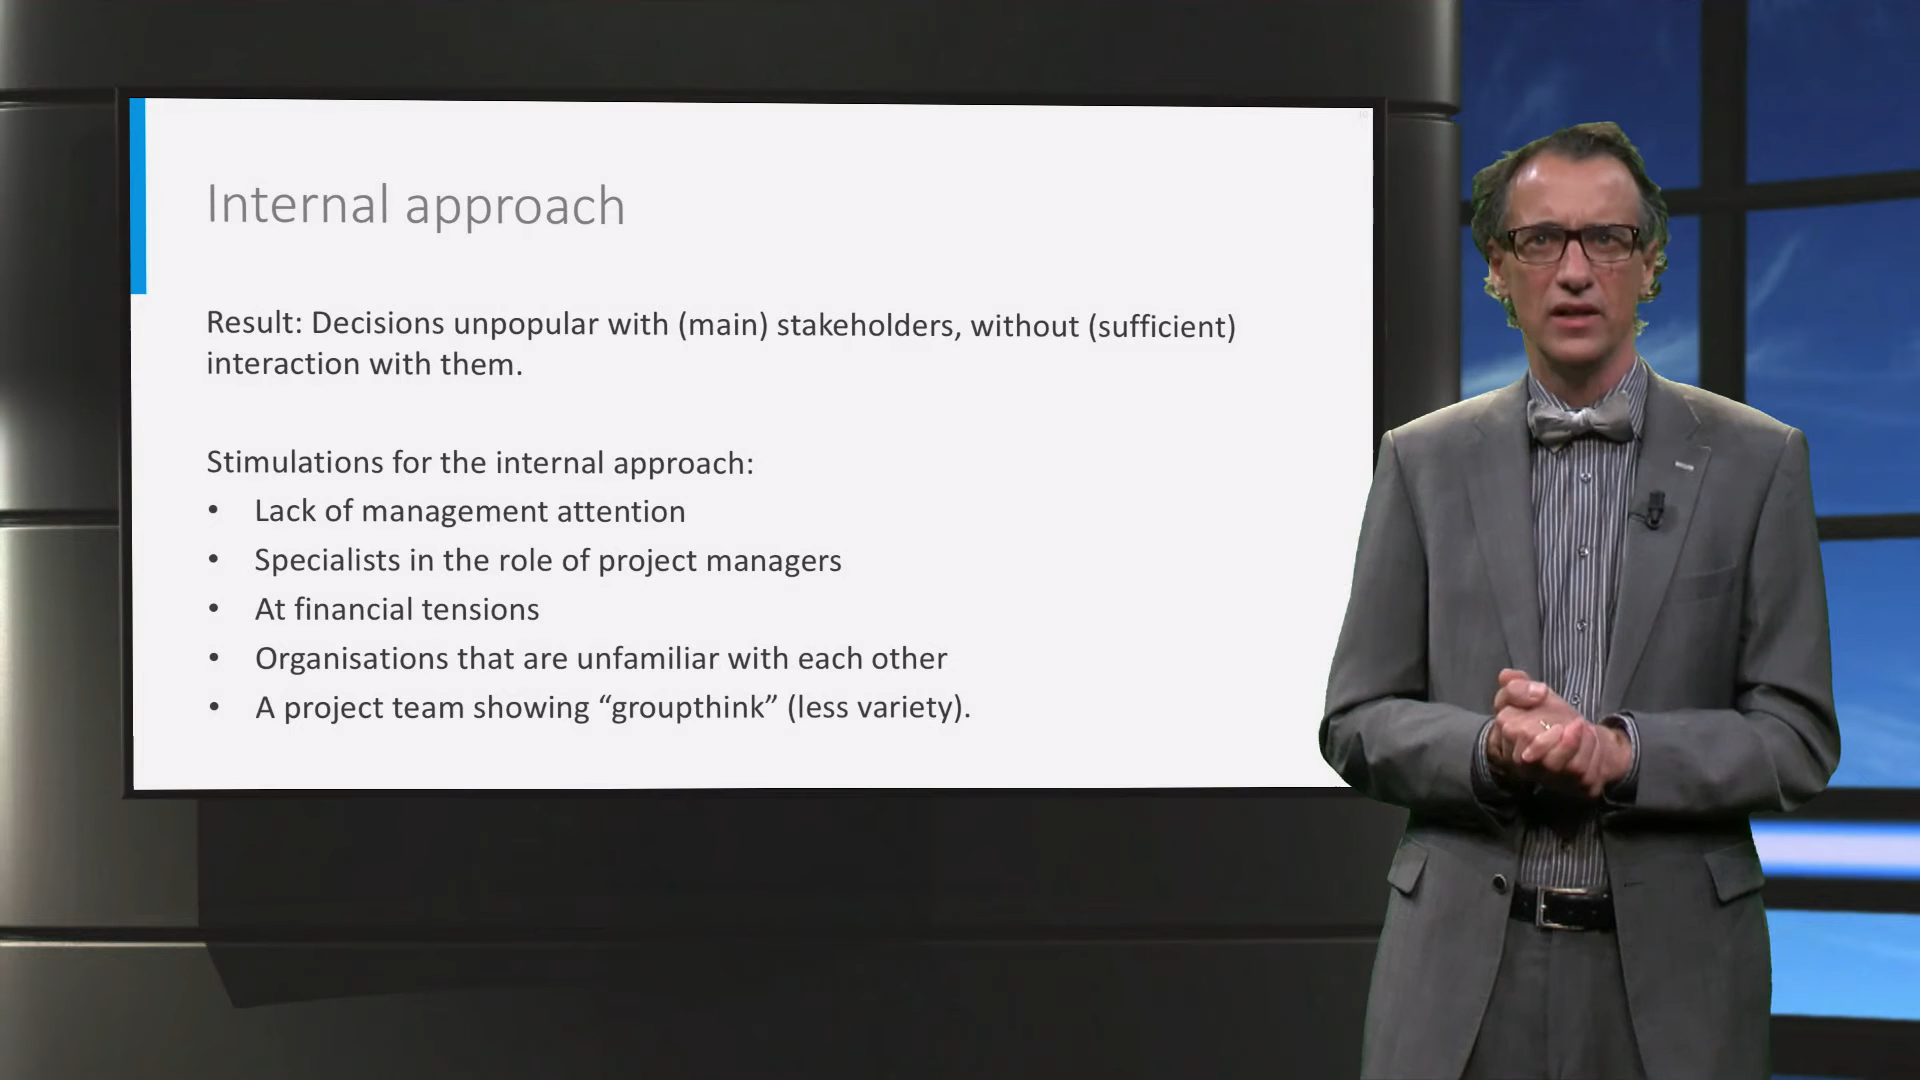 10
Internal approach
Result: Decisions unpopular with (main) stakeholders, without (sufficient)
interaction with them.
Stimulations for the internal approach:
• Lack of management attention
• Specialists in the role of project managers
• At financial tensions
• Organisations that are unfamiliar with each other
• A project team showing “groupthink” (less variety).